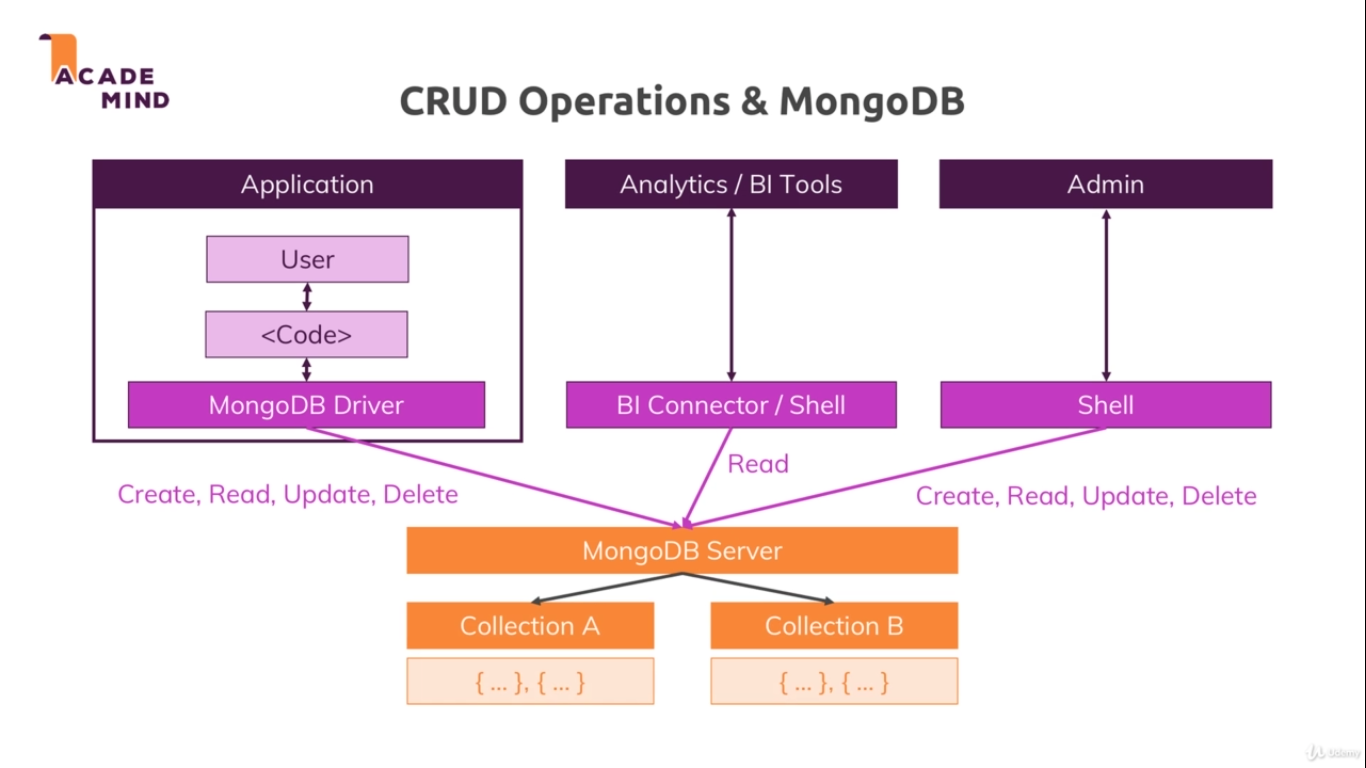 ACADE
MIND
CRUD Operations & MongoDB
Application
Analytics / BI Tools
Admin
User
<Code>
MongoDB Driver
BI Connector / Shell
Shell
Read
Create, Read, Update, Delete
Create, Read, Update, Delete
MongoDB Server
Collection A
Collection B
{ ... }, { ... }
{ ... }, { ... }
Udemy